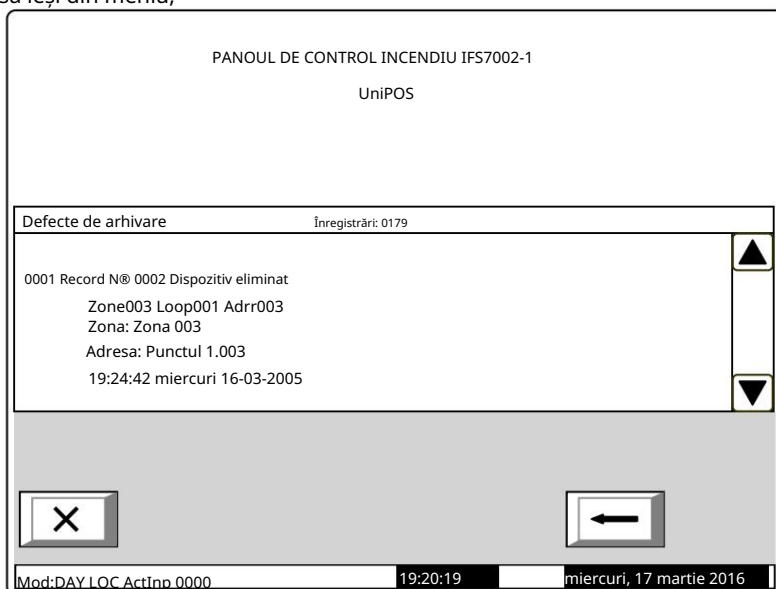 să ieși din meniu,
PANOUL DE CONTROL INCENDIU IFS7002-1
UniPOS
Defecte de arhivare Înregistrări: 0179
0001 Record N® 0002 Dispozitiv eliminat
Zone003 Loop001 Adrr003
Zona: Zona 003
Adresa: Punctul 1.003
19:24:42 miercuri 16-03-2005
Mod:DAY LOC ActInp 0000 19:20:19 miercuri, 17 martie 2016